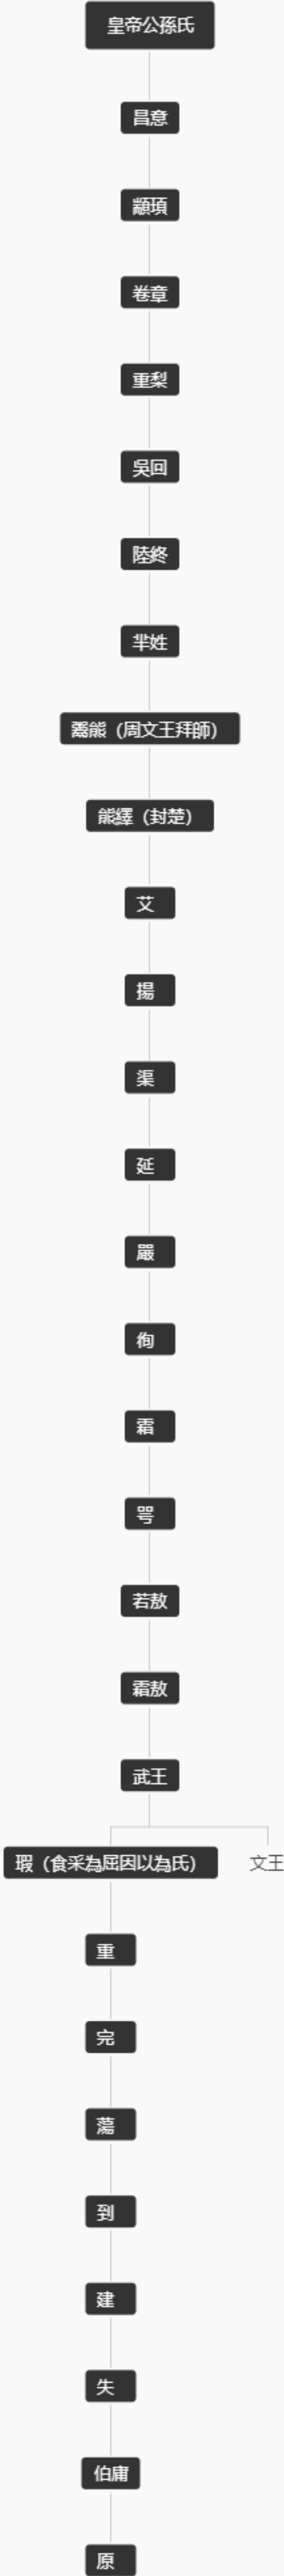 皇帝公孫氏
昌意
顓頊
卷章
重梨
吳回
陸終
羋姓
鬻熊（周文王拜師）
熊繹（封楚）
艾
揚
渠
延
嚴
徇
霜
咢
若敖
霜敖
武王
瑕（食采為屈因以為氏）
文王
重
完
蕩
到
建
失
伯庸
原